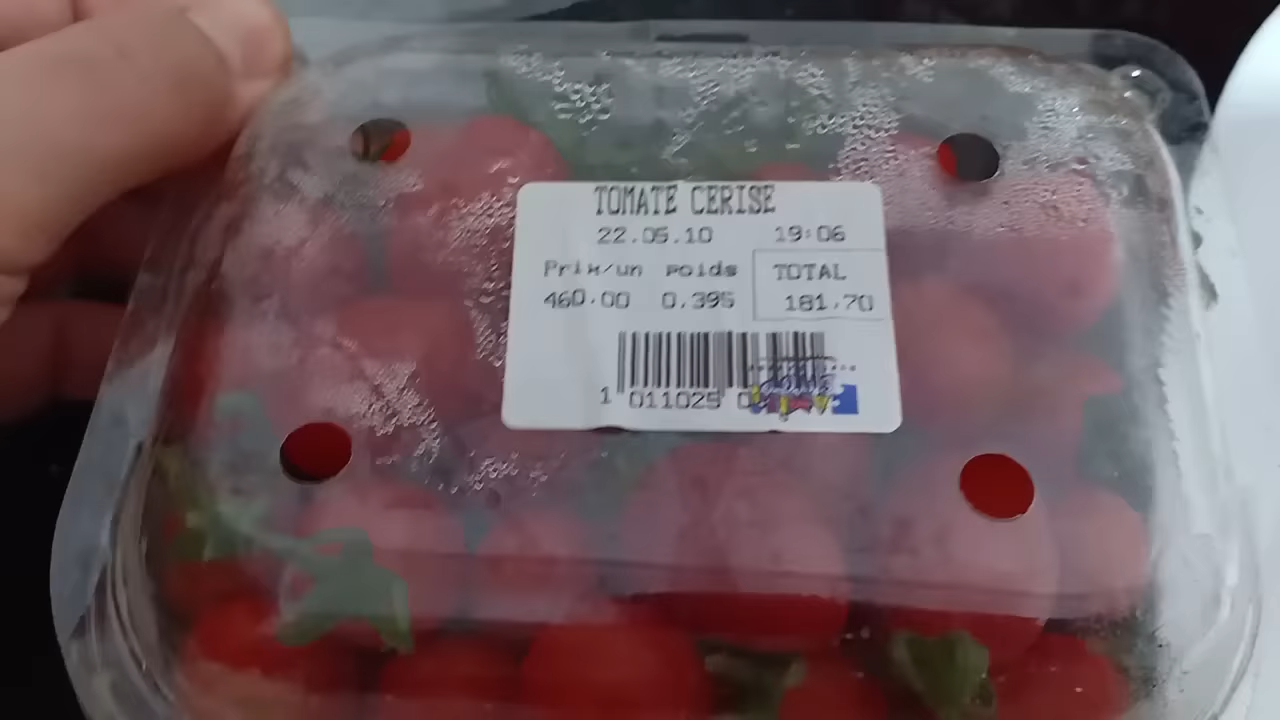 TOMATE CERISE
22.05.10 19:06
Prix/un poids TOTAL
460.00 0.395 181.70
1 011025